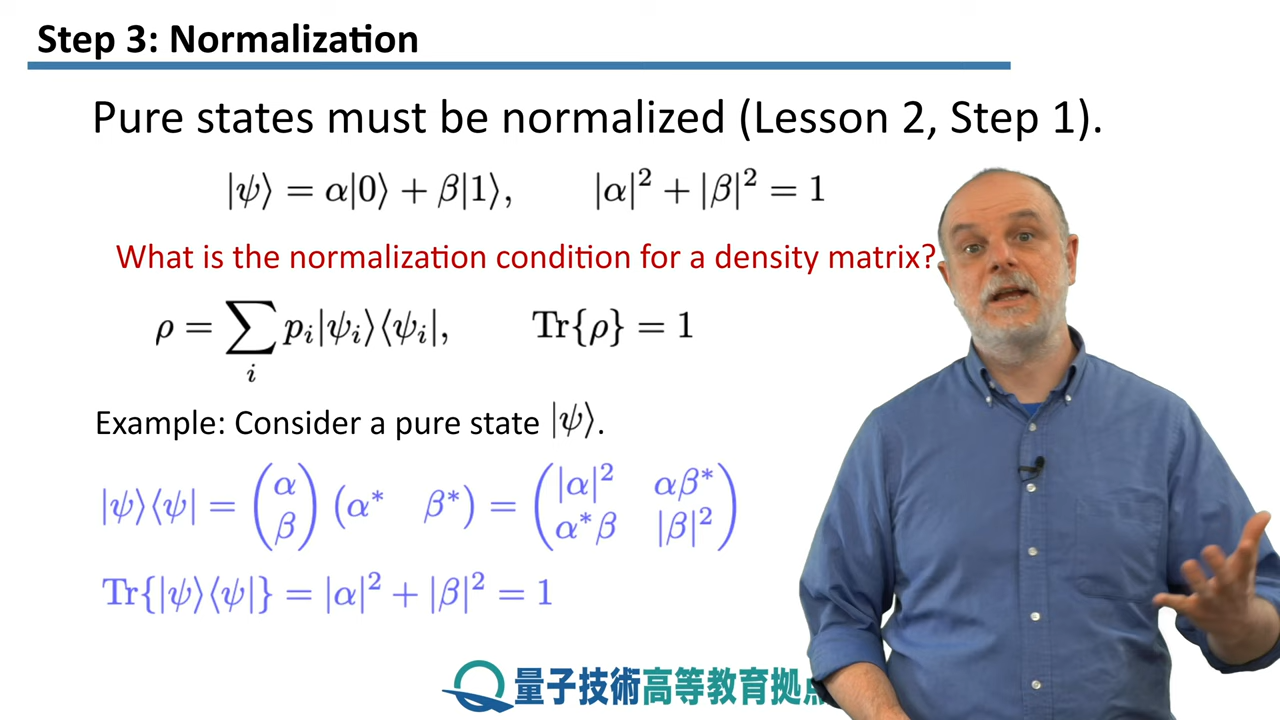 Step 3: Normalization
Pure states must be normalized (Lesson 2, Step 1).
|ψ⟩ = α|0⟩ + β|1⟩, |α|² + |β|² = 1
What is the normalization condition for a density matrix?
ρ = ∑ᵢ pᵢ|ψᵢ⟩⟨ψᵢ|, Tr{ρ} = 1
Example: Consider a pure state |ψ⟩.
|ψ⟩⟨ψ| = (α β) (α* β*) = (|α|² αβ* α*β |β|²)
Tr{|ψ⟩⟨ψ|} = |α|² + |β|² = 1
量子技術高等教育拠点